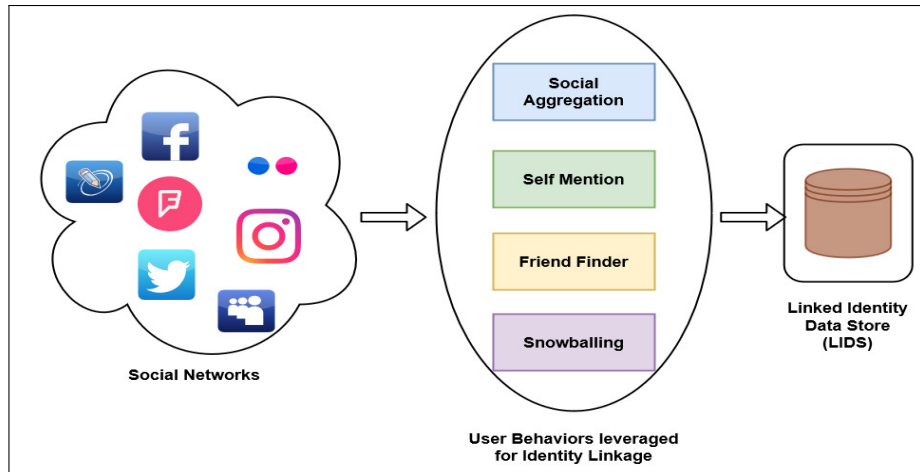 Social Networks
Social
Aggregation
Self Mention
Friend Finder
Snowballing
User Behaviors leveraged
for Identity Linkage
Linked Identity
Data Store
(LIDS)